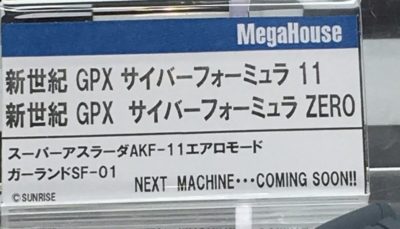 MegaHouse
新世紀 GPX サイバーフォーミュラ 11
新世紀 GPX サイバーフォーミュラ ZERO
スーパーアスラーダAKF-11エアロモード
ガーランドSF-01
NEXT MACHINE･･･COMING SOON!!
©SUNRISE